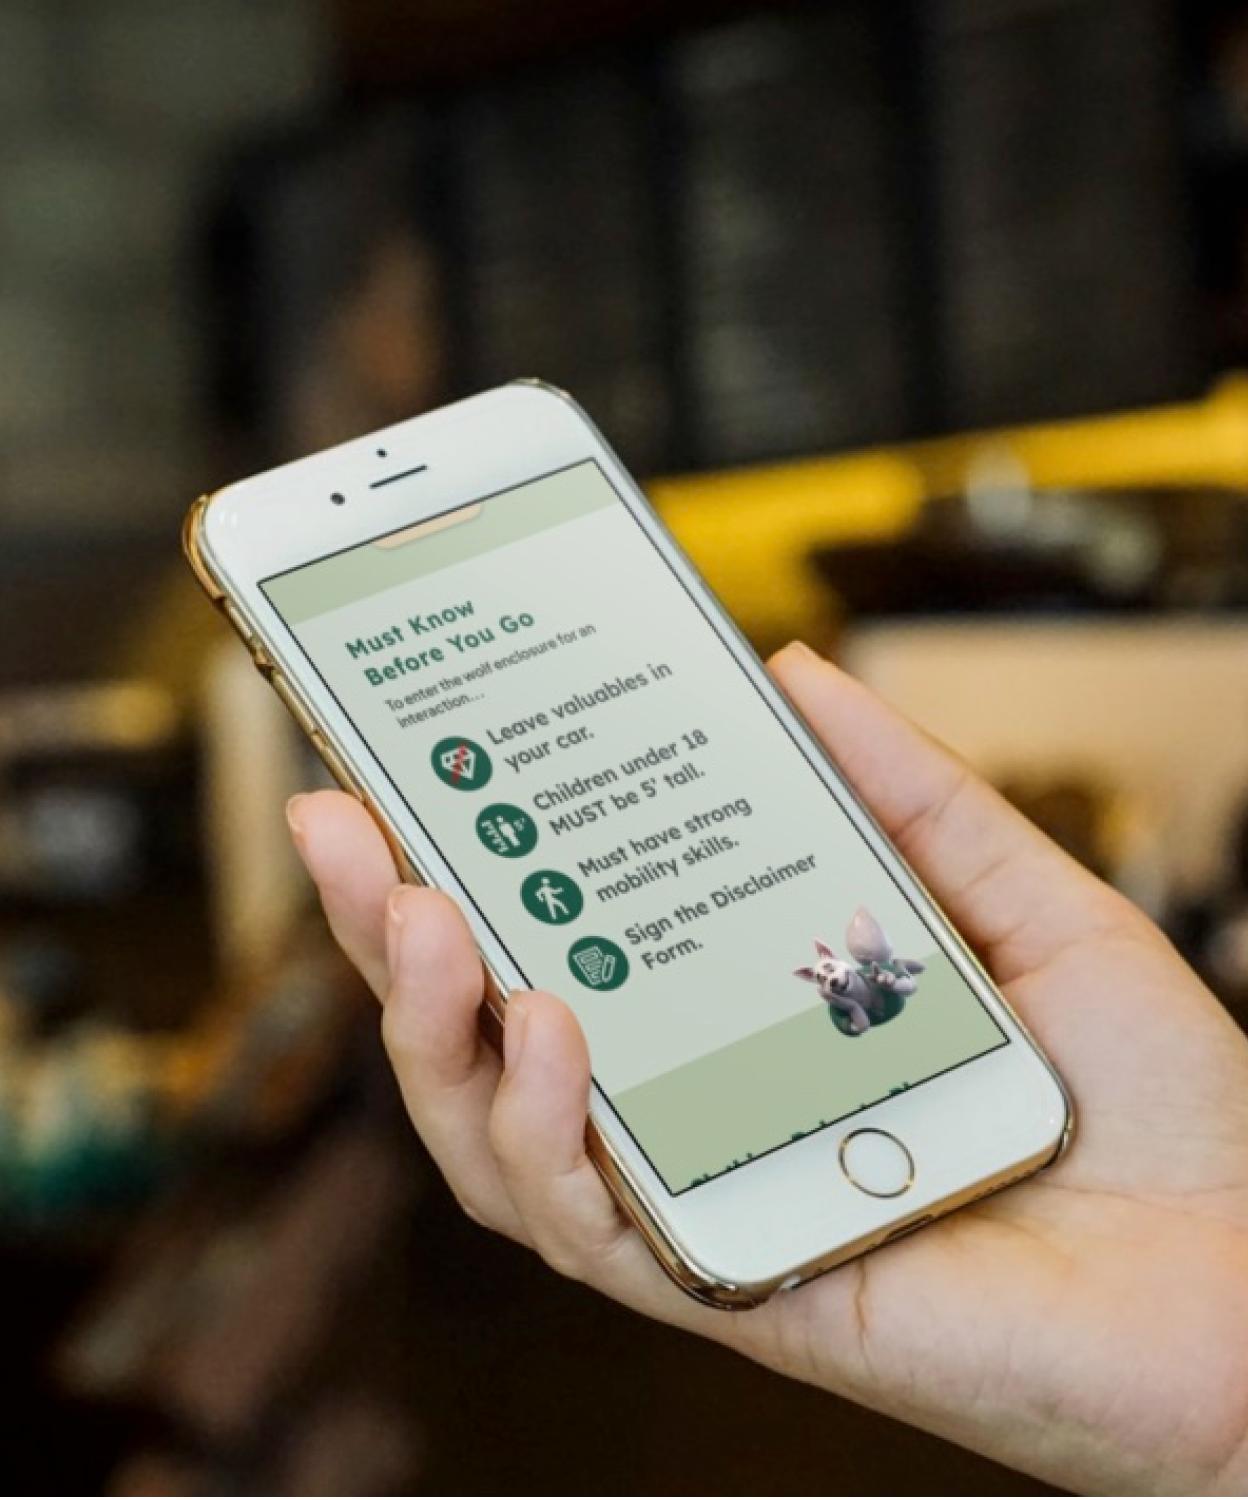 Must Know
Before You Go
To enter the wolf enclosure for an
interaction...
Leave valuables in
your car.
5'
Children under 18
MUST be 5' tall.
Must have strong
mobility skills.
Sign the Disclaimer
Form.